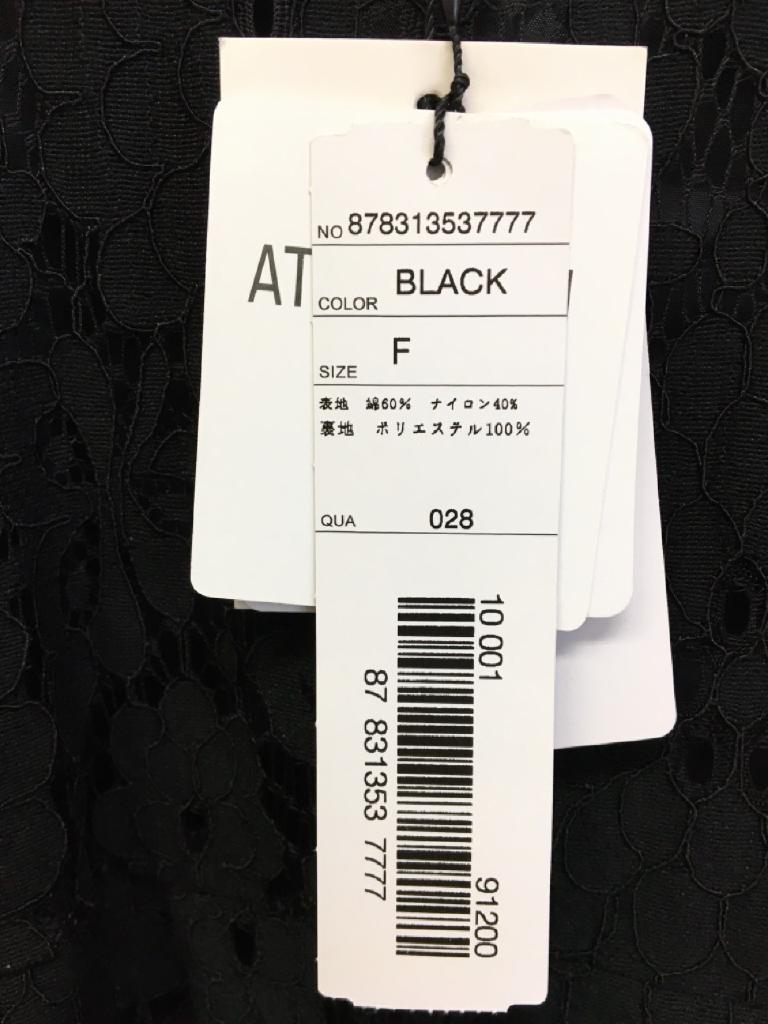 NO 878313537777
AT
COLOR BLACK
SIZE F
表地 綿60% ナイロン40%
裏地 ポリエステル100%
QUA 028
10 001
91200
87 831353 7777